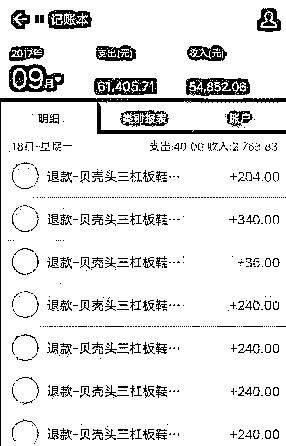 记账本
2017年 支出(元) 收入(元)
09月 61,405.71 54,852.06
明细 类别报表 账户
18日-星期一 支出:40.00 收入:2,763.83
退款-贝壳头三杠板鞋… +204.00
退款-贝壳头三杠板鞋… +340.00
退款-贝壳头三杠板鞋… +36.00
退款-贝壳头三杠板鞋… +240.00
退款-贝壳头三杠板鞋… +240.00
退款-贝壳头三杠板鞋… +240.00
退款-贝壳头三杠板鞋… +240.00